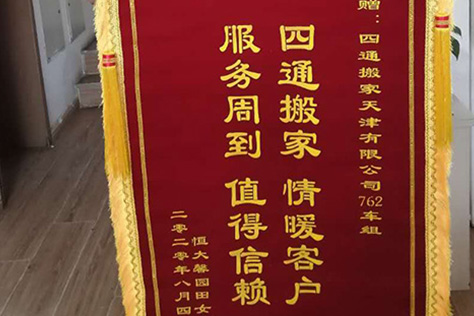 赠：四通搬家天津有限公司762车组
四通搬家 情暖客户
服务周到 值得信赖
恒大馨园田女
二零二零年八月四